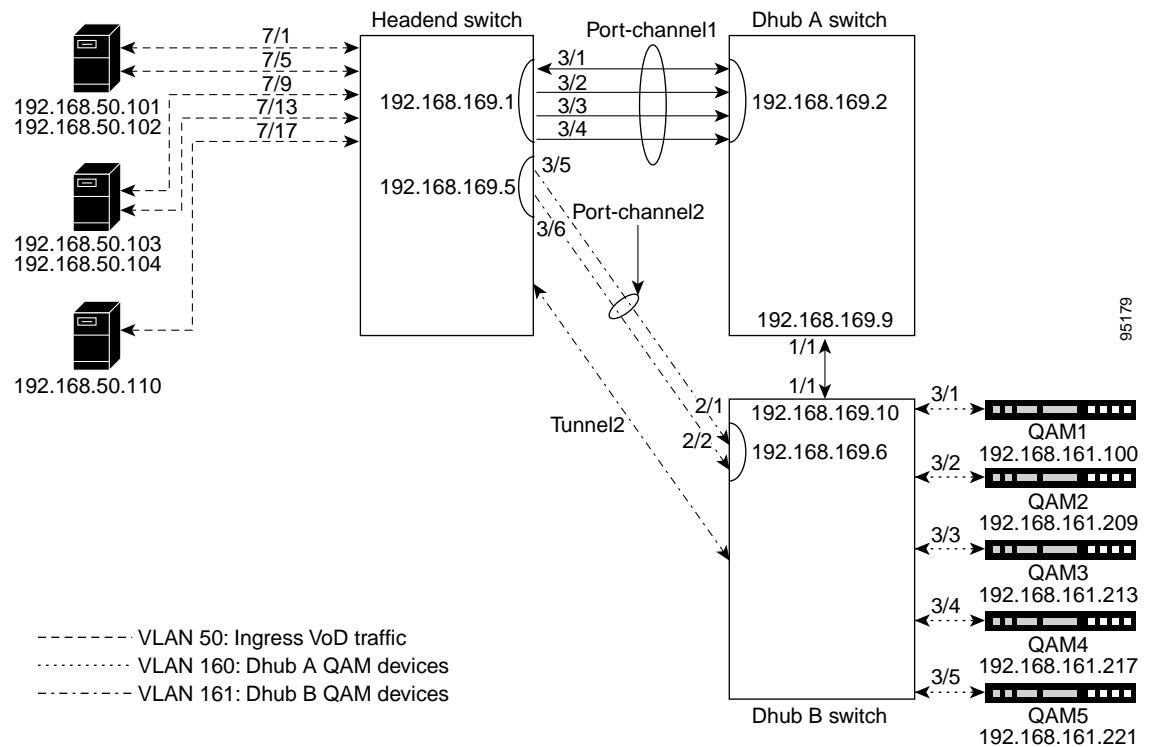 Headend switch
Dhub A switch
Port-channel1
7/1
7/5
7/9
7/13
7/17
192.168.50.101
192.168.50.102
192.168.50.103
192.168.50.104
192.168.50.110
192.168.169.1
3/1
3/2
3/3
3/4
192.168.169.2
192.168.169.5
3/5
3/6
Port-channel2
192.168.169.9
1/1
1/1
95179
Tunnel2
2/1
2/2
192.168.169.10
192.168.169.6
3/1
QAM1
192.168.161.100
3/2
QAM2
192.168.161.209
3/3
QAM3
192.168.161.213
3/4
QAM4
192.168.161.217
3/5
QAM5
192.168.161.221
Dhub B switch
VLAN 50: Ingress VoD traffic
VLAN 160: Dhub A QAM devices
VLAN 161: Dhub B QAM devices